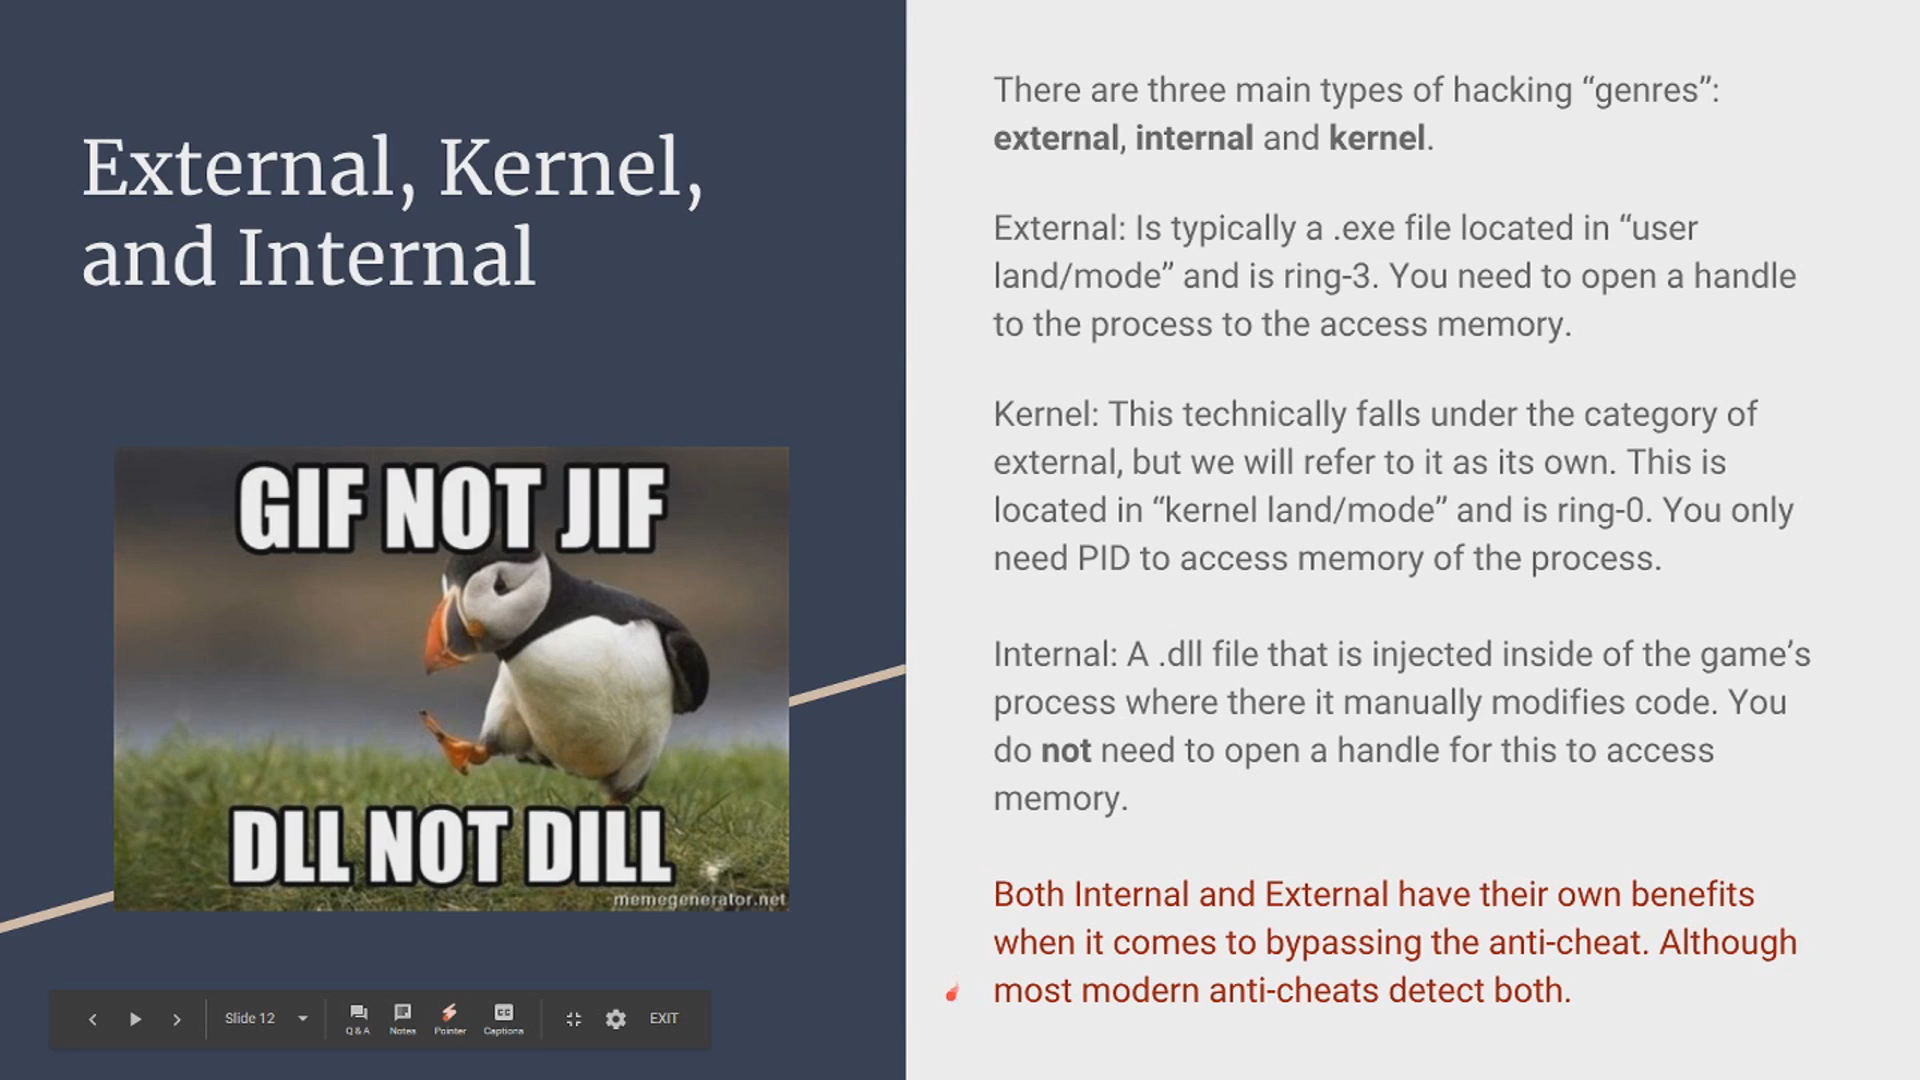 External, Kernel,
and Internal
GIF NOT JIF
DLL NOT DILL
memegenerator.net
There are three main types of hacking “genres”:
external, internal and kernel.
External: Is typically a .exe file located in “user
land/mode” and is ring-3. You need to open a handle
to the process to the access memory.
Kernel: This technically falls under the category of
external, but we will refer to it as its own. This is
located in “kernel land/mode” and is ring-0. You only
need PID to access memory of the process.
Internal: A .dll file that is injected inside of the game’s
process where there it manually modifies code. You
do not need to open a handle for this to access
memory.
Both Internal and External have their own benefits
when it comes to bypassing the anti-cheat. Although
most modern anti-cheats detect both.
Slide 12
Q & A
Notes
Pointer
CC
Captions
EXIT